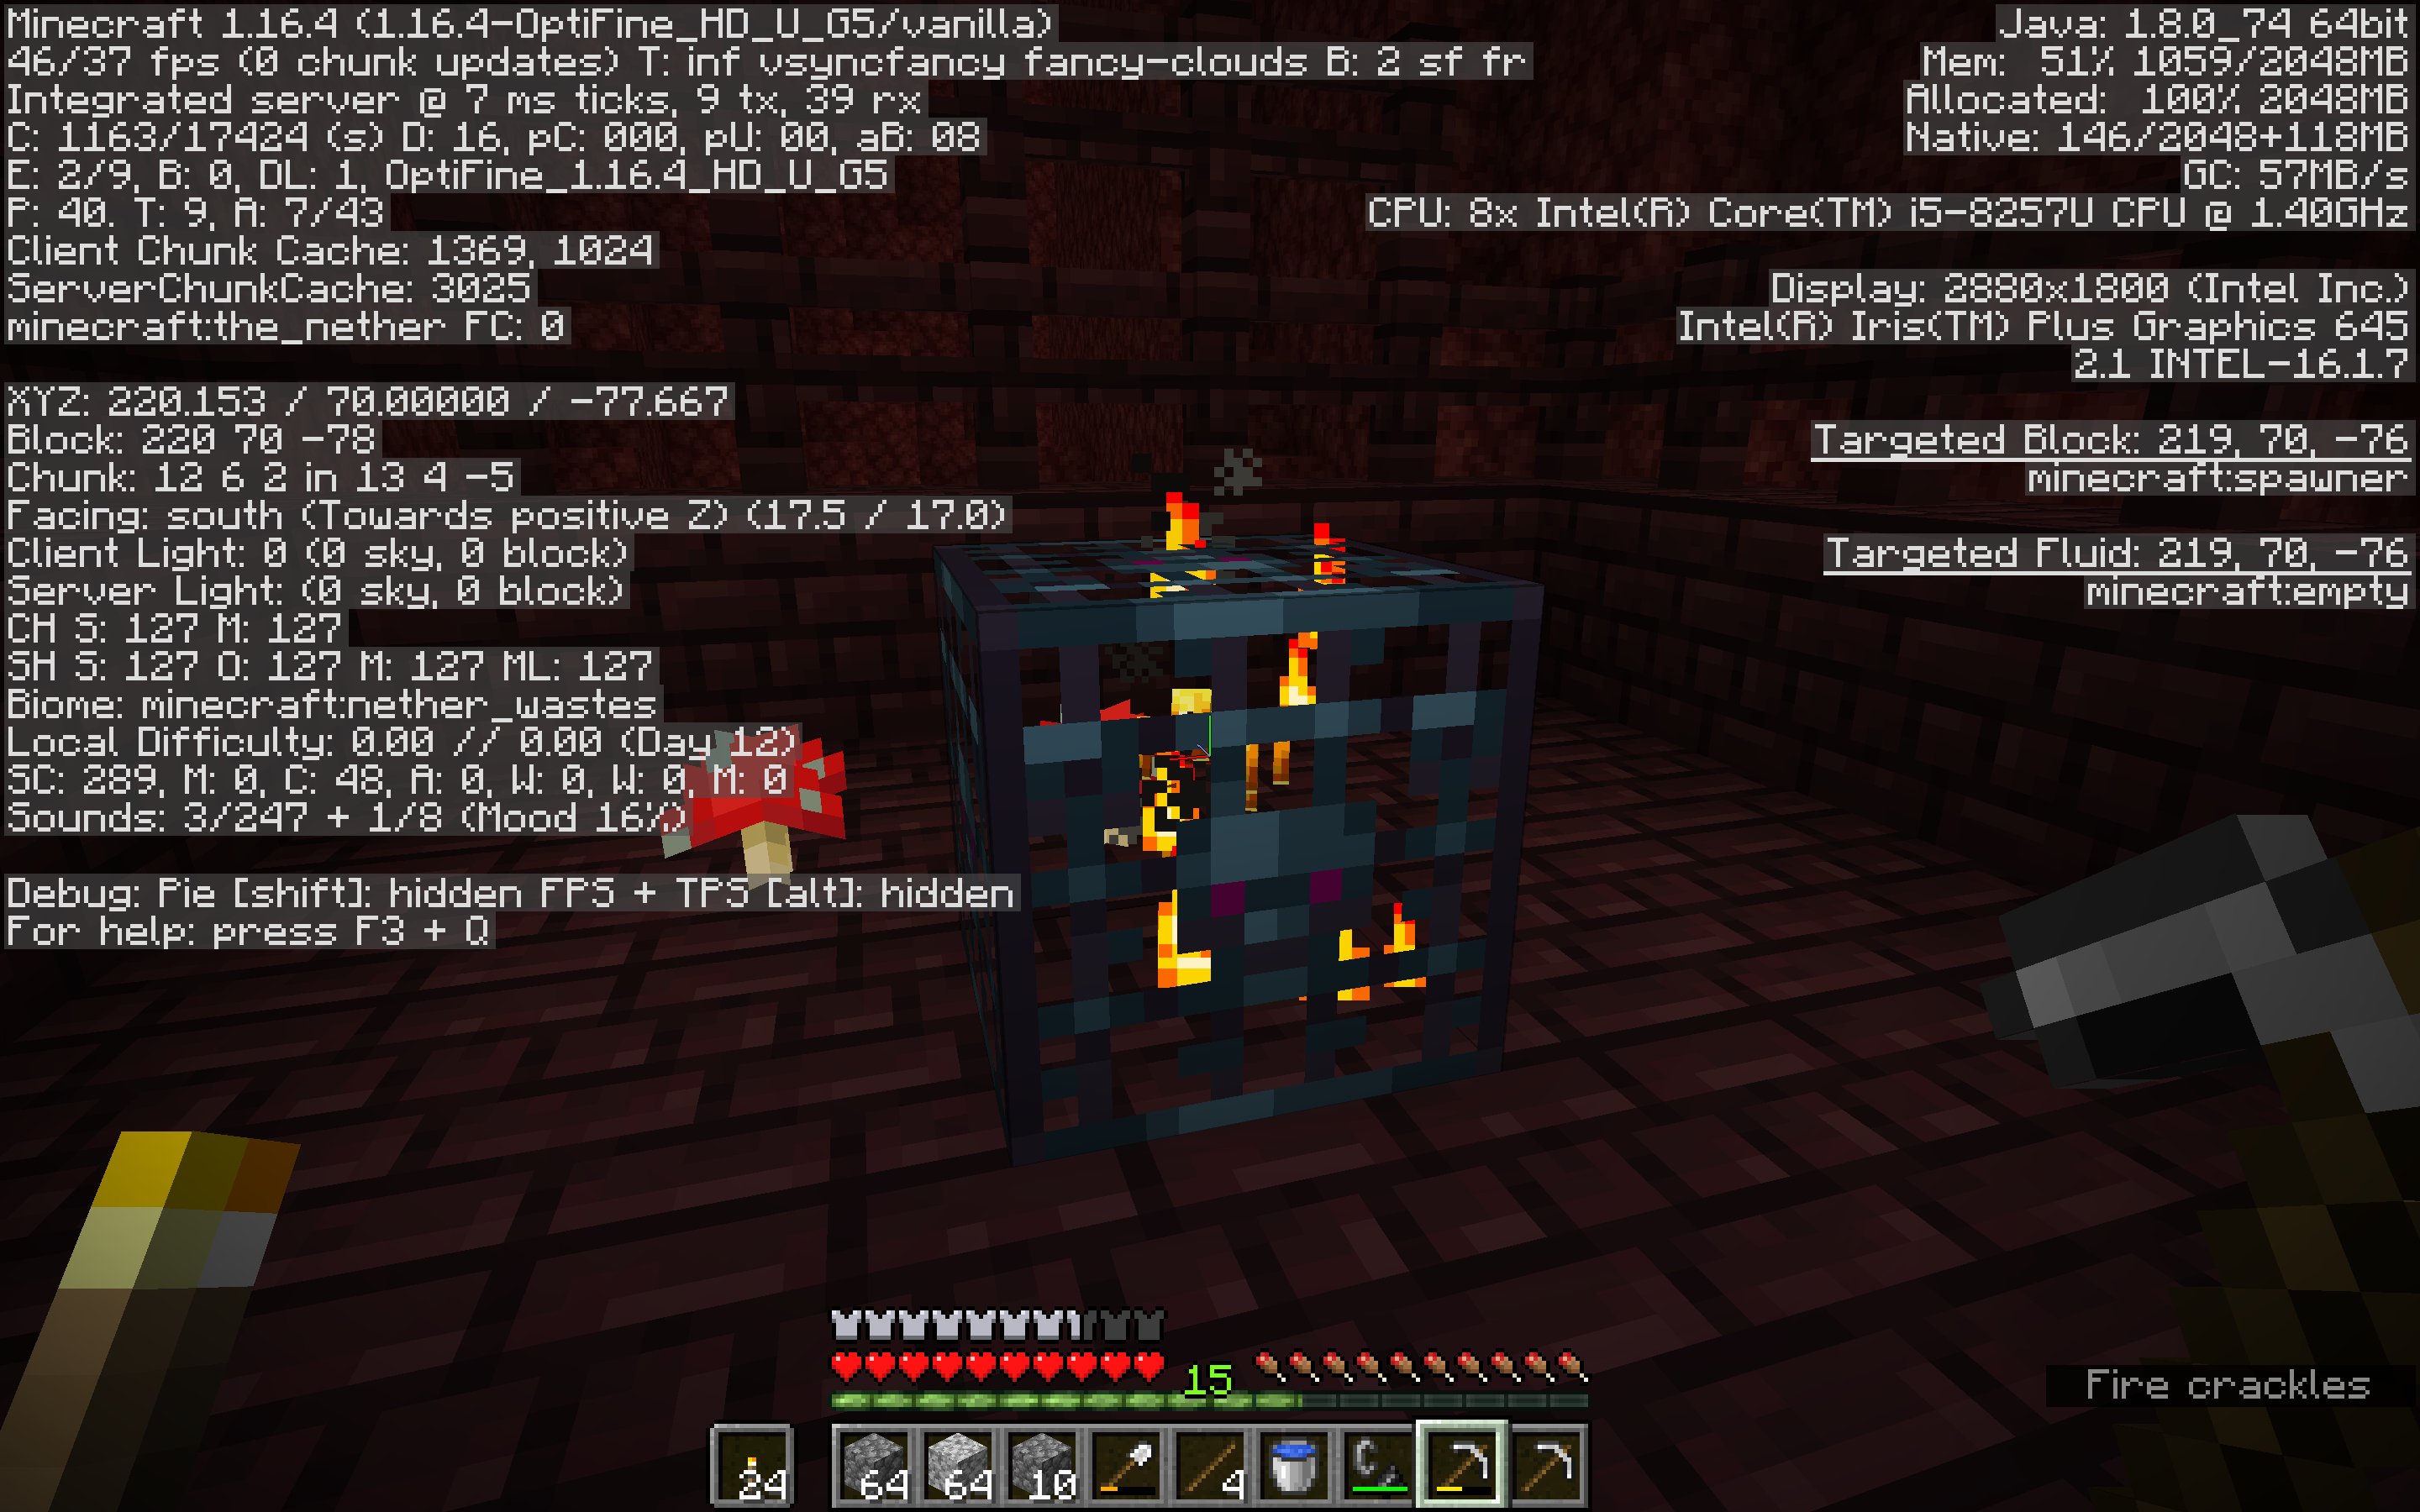 Minecraft 1.16.4 (1.16.4-OptiFine_HD_U_G5/vanilla)
46/37 fps (0 chunk updates) T: inf vsyncfancy fancy-clouds B: 2 sf fr
Integrated server @ 7 ms ticks, 9 tx, 39 rx
C: 1163/17424 (s) D: 16, pC: 000, pU: 00, aB: 08
E: 2/9, B: 0, DL: 1, OptiFine_1.16.4_HD_U_G5
P: 40. T: 9, A: 7/43
Client Chunk Cache: 1369, 1024
ServerChunkCache: 3025
minecraft:the_nether FC: 0
XYZ: 220.153 / 70.00000 / -77.667
Block: 220 70 -78
Chunk: 12 6 2 in 13 4 -5
Facing: south (Towards positive Z) (17.5 / 17.0)
Client Light: 0 (0 sky, 0 block)
Server Light: (0 sky, 0 block)
CH S: 127 M: 127
SH S: 127 O: 127 M: 127 ML: 127
Biome: minecraft:nether_wastes
Local Difficulty: 0.00 // 0.00 (Day 12)
SC: 289, M: 0, C: 48, A: 0, W: 0, W: 0, M: 0
Sounds: 3/247 + 1/8 (Mood 16%)
Debug: Pie [shift]: hidden FPS + TPS [alt]: hidden
For help: press F3 + Q
Java: 1.8.0_74 64bit
Mem: 51% 1059/2048MB
Allocated: 100% 2048MB
Native: 146/2048+118MB
GC: 57MB/s
CPU: 8x Intel(R) Core(TM) i5-8257U CPU @ 1.40GHz
Display: 2880x1800 (Intel Inc.)
Intel(R) Iris(TM) Plus Graphics 645
2.1 INTEL-16.1.7
Targeted Block: 219, 70, -76
minecraft:spawner
Targeted Fluid: 219, 70, -76
minecraft:empty
15
Fire crackles
24 64 64 10 4